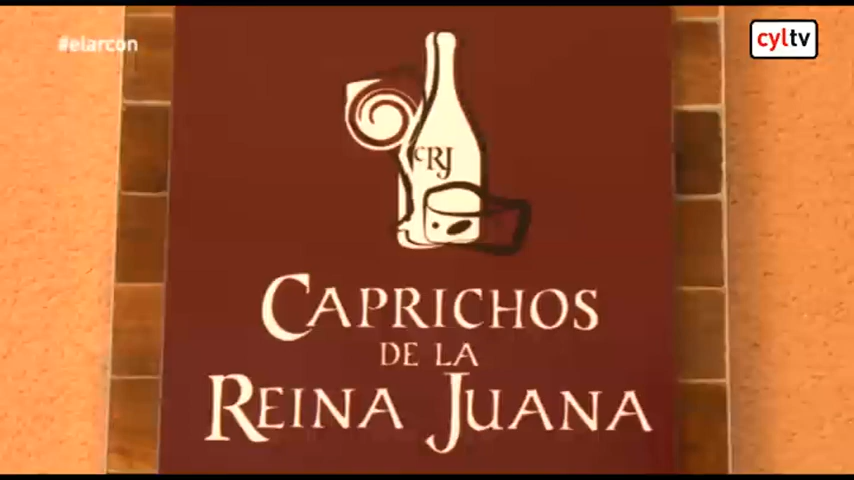 #elarcon
cyltv
CRJ
CAPRICHOS
DE LA
REINA JUANA